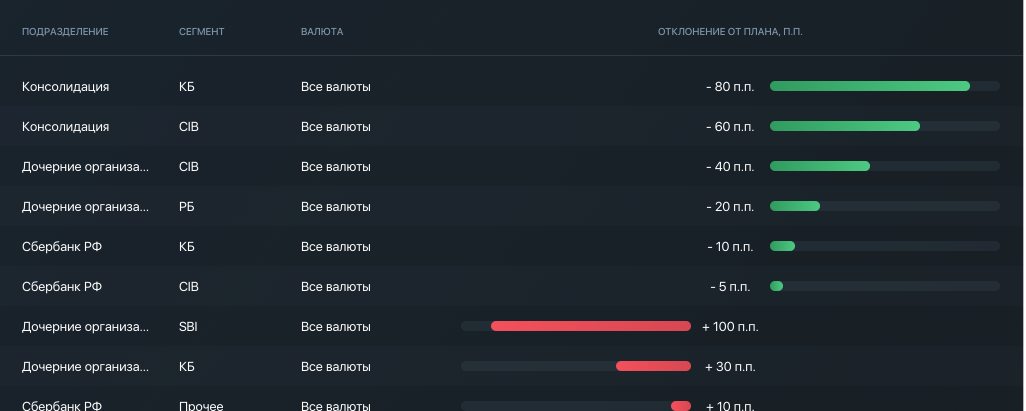 ПОДРАЗДЕЛЕНИЕ СЕГМЕНТ ВАЛЮТА ОТКЛОНЕНИЕ ОТ ПЛАНА, П.П.
Консолидация КБ Все валюты - 80 п.п.
Консолидация CIB Все валюты - 60 п.п.
Дочерние организа... CIB Все валюты - 40 п.п.
Дочерние организа... РБ Все валюты - 20 п.п.
Сбербанк РФ КБ Все валюты - 10 п.п.
Сбербанк РФ CIB Все валюты - 5 п.п.
Дочерние организа... SBI Все валюты + 100 п.п.
Дочерние организа... КБ Все валюты + 30 п.п.
Сбербанк РФ Прочее Все валюты + 10 п.п.